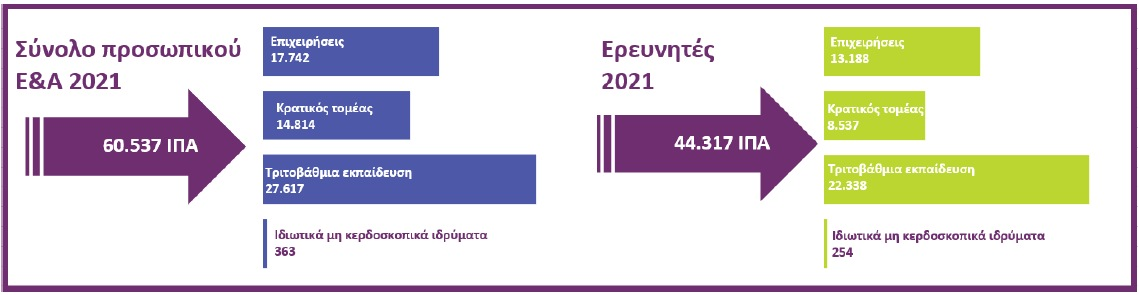 Σύνολο προσωπικού
Ε&Α 2021
60.537 ΙΠΑ
Επιχειρήσεις
17.742
Κρατικός τομέας
14.814
Τριτοβάθμια εκπαίδευση
27.617
Ιδιωτικά μη κερδοσκοπικά ιδρύματα
363
Ερευνητές
2021
44.317 ΙΠΑ
Επιχειρήσεις
13.188
Κρατικός τομέας
8.537
Τριτοβάθμια εκπαίδευση
22.338
Ιδιωτικά μη κερδοσκοπικά ιδρύματα
254